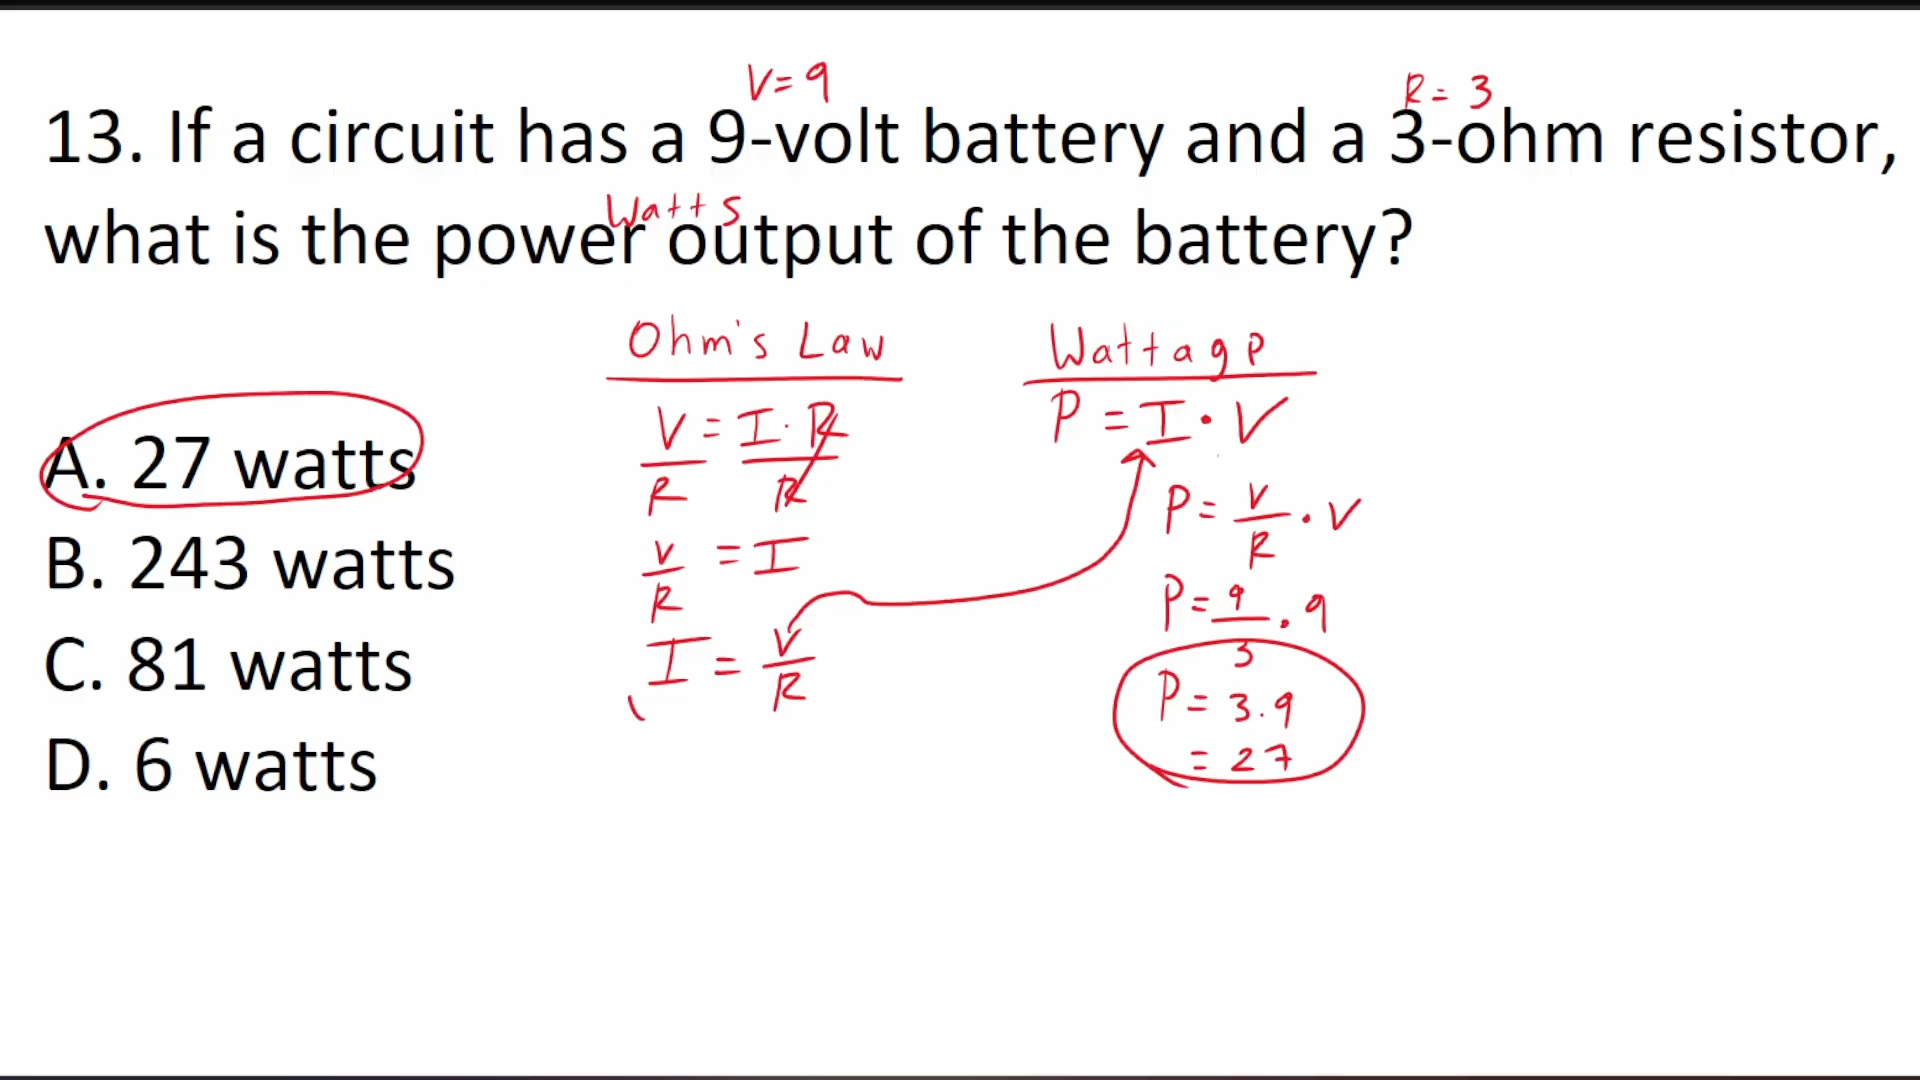 V=9
R= 3
13. If a circuit has a 9-volt battery and a 3-ohm resistor,
Watts
what is the power output of the battery?
Ohm's Law
V = I · R
R R
V = I
R
I = V
R
Wattage
P = I · V
P = V · V
R
P = 9 · 9
3
P = 3 · 9
= 27
A. 27 watts
B. 243 watts
C. 81 watts
D. 6 watts